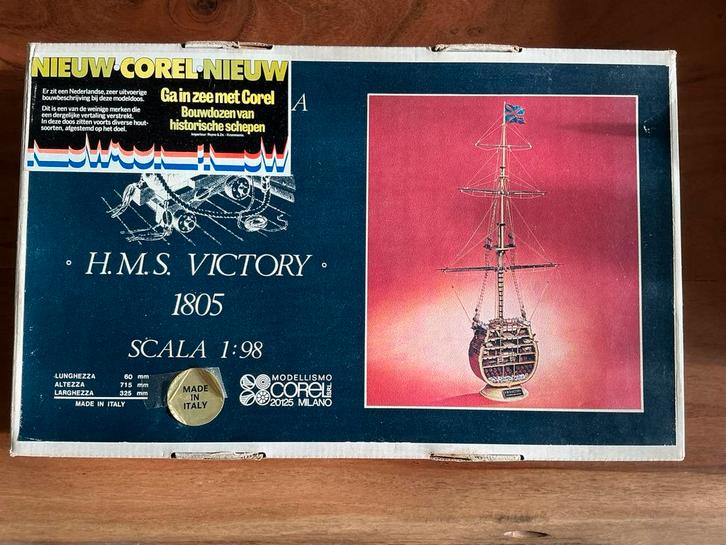 NIEUW·COREL·NIEUW
Er zit een Nederlandse, zeer uitvoerige
bouwbeschrijving bij deze modeldoos.
Dit is een van de weinige merken die
een dergelijke vertaling verstrekt.
In deze doos zitten voorts diverse hout-
soorten, afgestemd op het doel.
Ga in zee met Corel
Bouwdozen van
historische schepen
A
H.M.S. VICTORY
1805
SCALA 1:98
LUNGHEZZA 60 mm
ALTEZZA 715 mm
LARGHEZZA 325 mm
MADE IN ITALY
MADE
IN
ITALY
MODELLISMO
COREL SRL
20125 MILANO